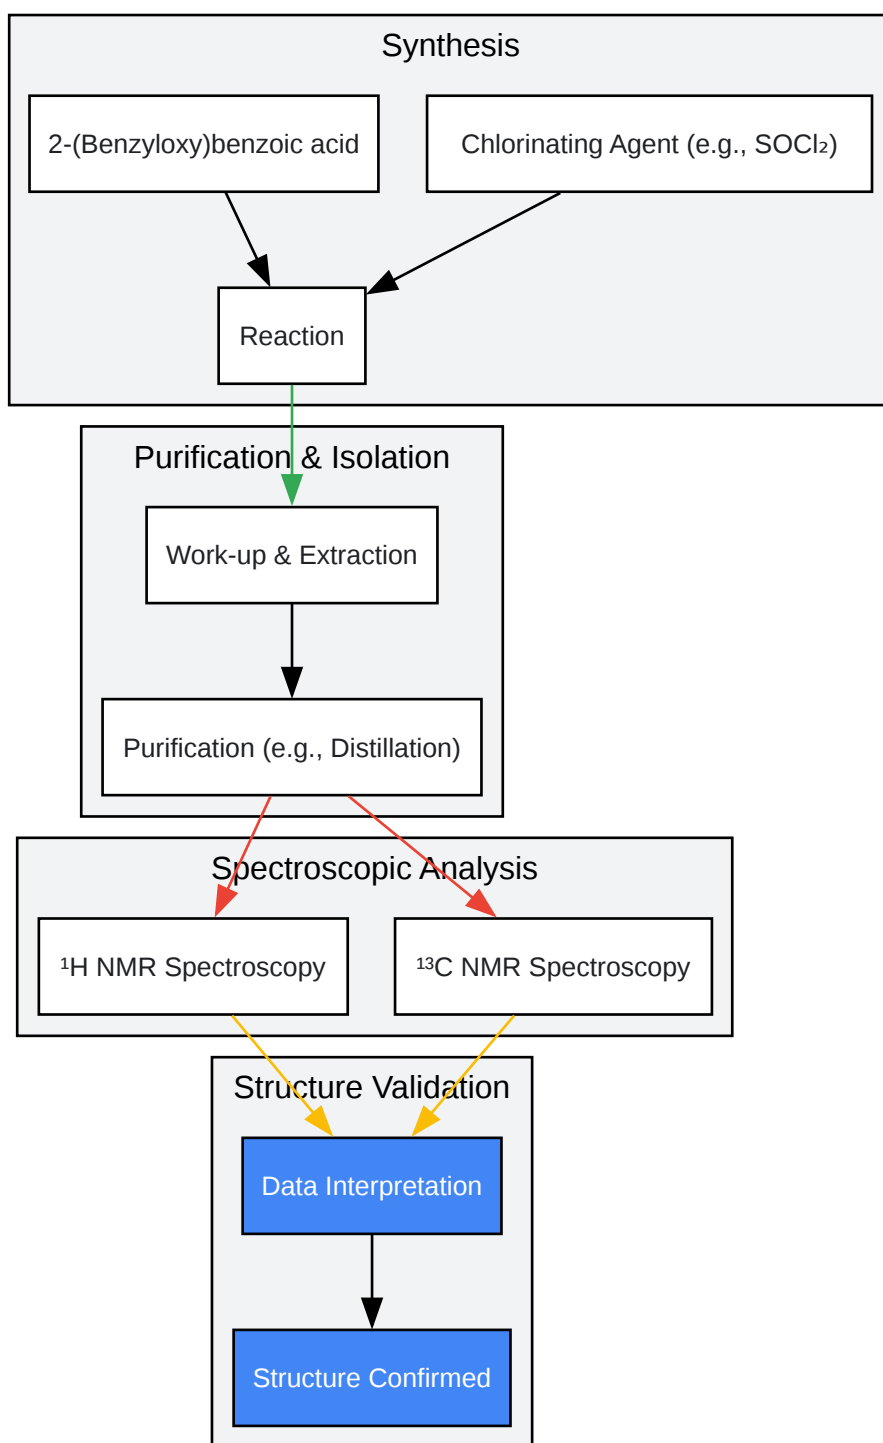 Synthesis
2-(Benzyloxy)benzoic acid
Chlorinating Agent (e.g., SOCl₂)
Reaction
Purification & Isolation
Work-up & Extraction
Purification (e.g., Distillation)
Spectroscopic Analysis
¹H NMR Spectroscopy
¹³C NMR Spectroscopy
Structure Validation
Data Interpretation
Structure Confirmed